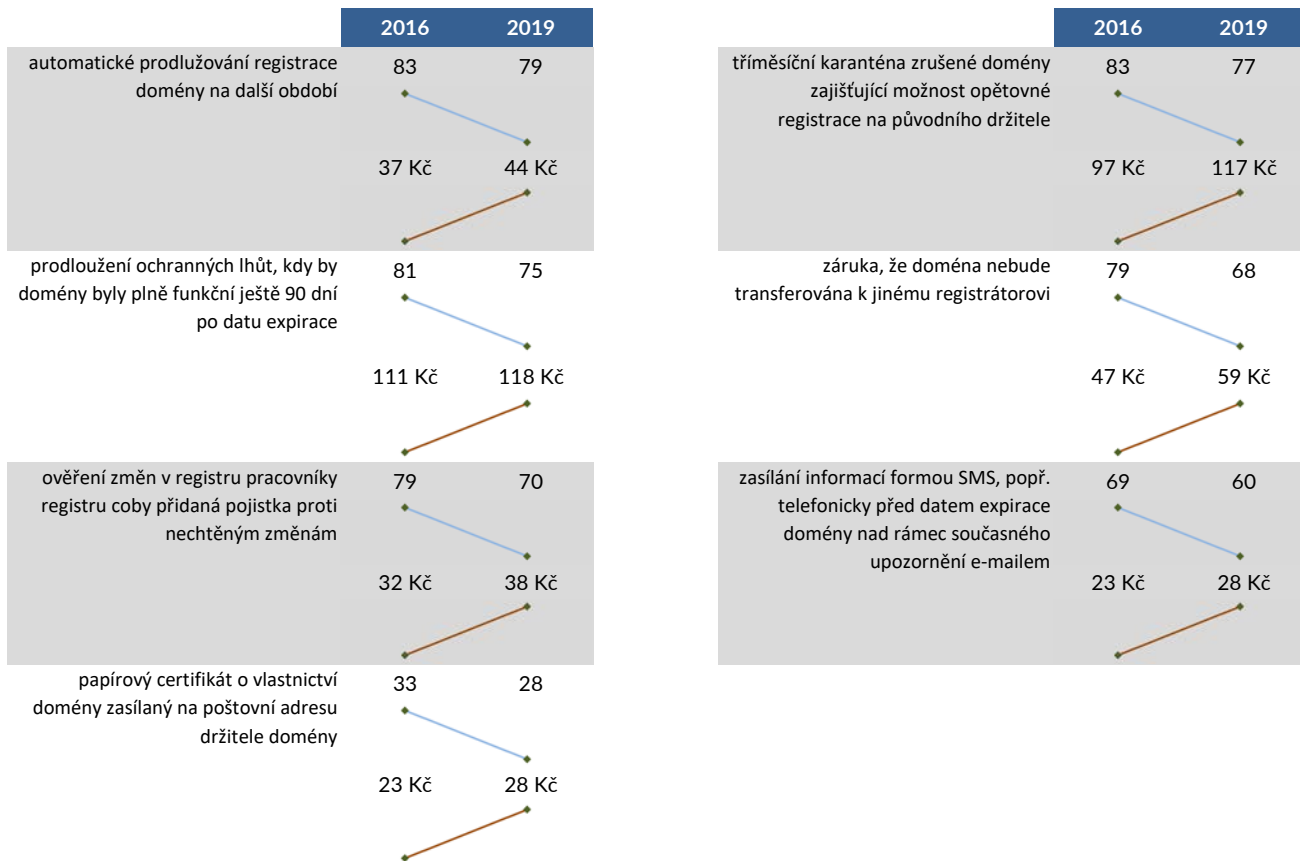 2016 2019
automatické prodlužování registrace 83 79
domény na další období
37 Kč 44 Kč
prodloužení ochranných lhůt, kdy by 81 75
domény byly plně funkční ještě 90 dní
po datu expirace
111 Kč 118 Kč
ověření změn v registru pracovníky 79 70
registru coby přidaná pojistka proti
nechtěným změnám
32 Kč 38 Kč
papírový certifikát o vlastnictví 33 28
domény zasílaný na poštovní adresu
držitele domény
23 Kč 28 Kč
2016 2019
tříměsíční karanténa zrušené domény 83 77
zajišťující možnost opětovné
registrace na původního držitele
97 Kč 117 Kč
záruka, že doména nebude 79 68
transferována k jinému registrátorovi
47 Kč 59 Kč
zasílání informací formou SMS, popř. 69 60
telefonicky před datem expirace
domény nad rámec současného
upozornění e-mailem
23 Kč 28 Kč